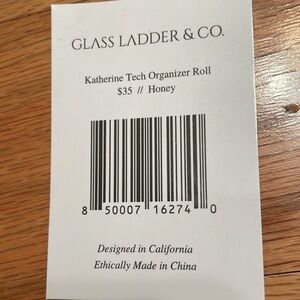 GLASS LADDER & CO.
Katherine Tech Organizer Roll
$35 // Honey
8 50007 16274 0
Designed in California
Ethically Made in China